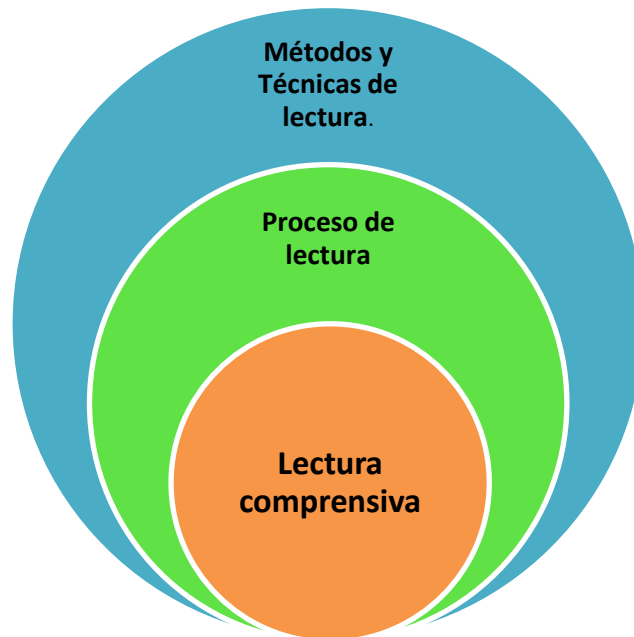 Métodos y
Técnicas de
lectura.
Proceso de
lectura
Lectura
comprensiva